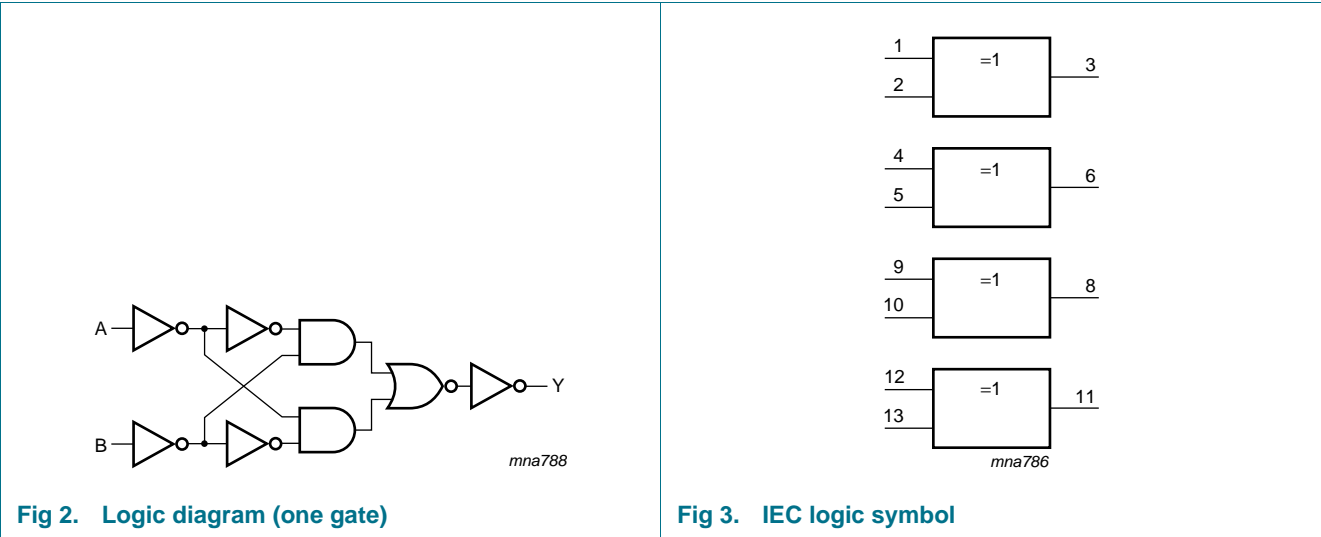 A
B
Y
mna788
Fig 2. Logic diagram (one gate)
1
2
=1
3
4
5
=1
6
9
10
=1
8
12
13
=1
11
mna786
Fig 3. IEC logic symbol